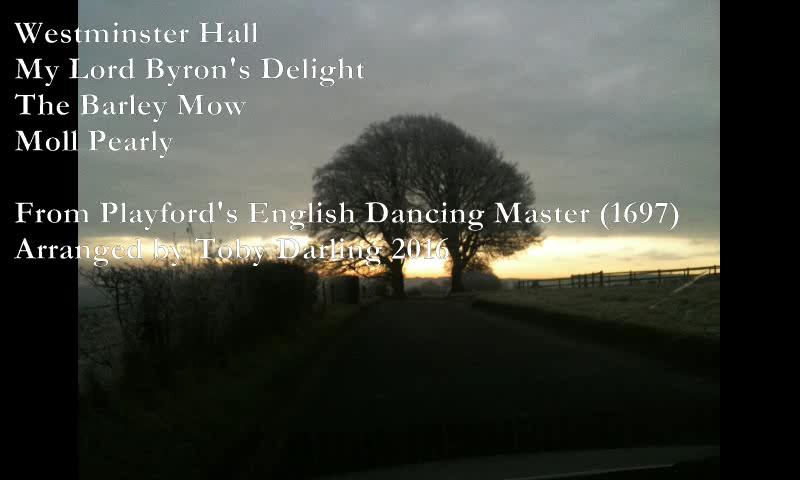 Westminster Hall
My Lord Byron's Delight
The Barley Mow
Moll Pearly
From Playford's English Dancing Master (1697)
Arranged by Toby Darling 2016